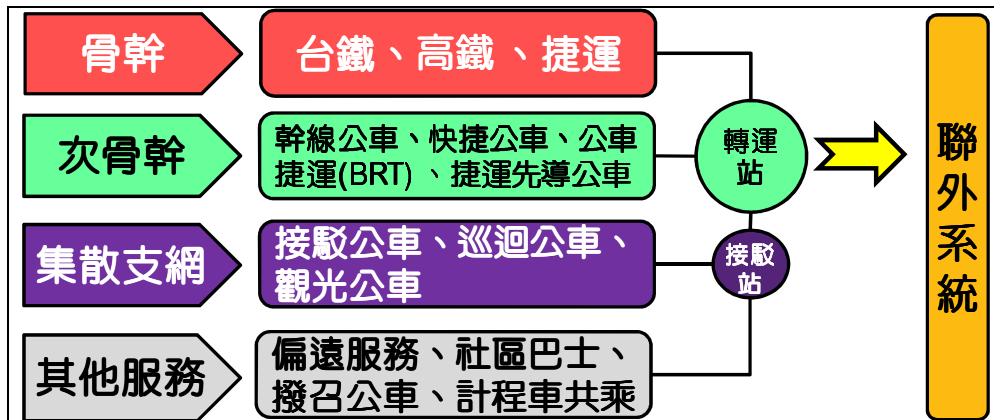 骨幹
台鐵、高鐵、捷運
次骨幹
幹線公車、快捷公車、公車
捷運(BRT) 、捷運先導公車
集散支網
接駁公車、巡迴公車、
觀光公車
其他服務
偏遠服務、社區巴士、
撥召公車、計程車共乘
轉運
站
接駁
站
聯外系統